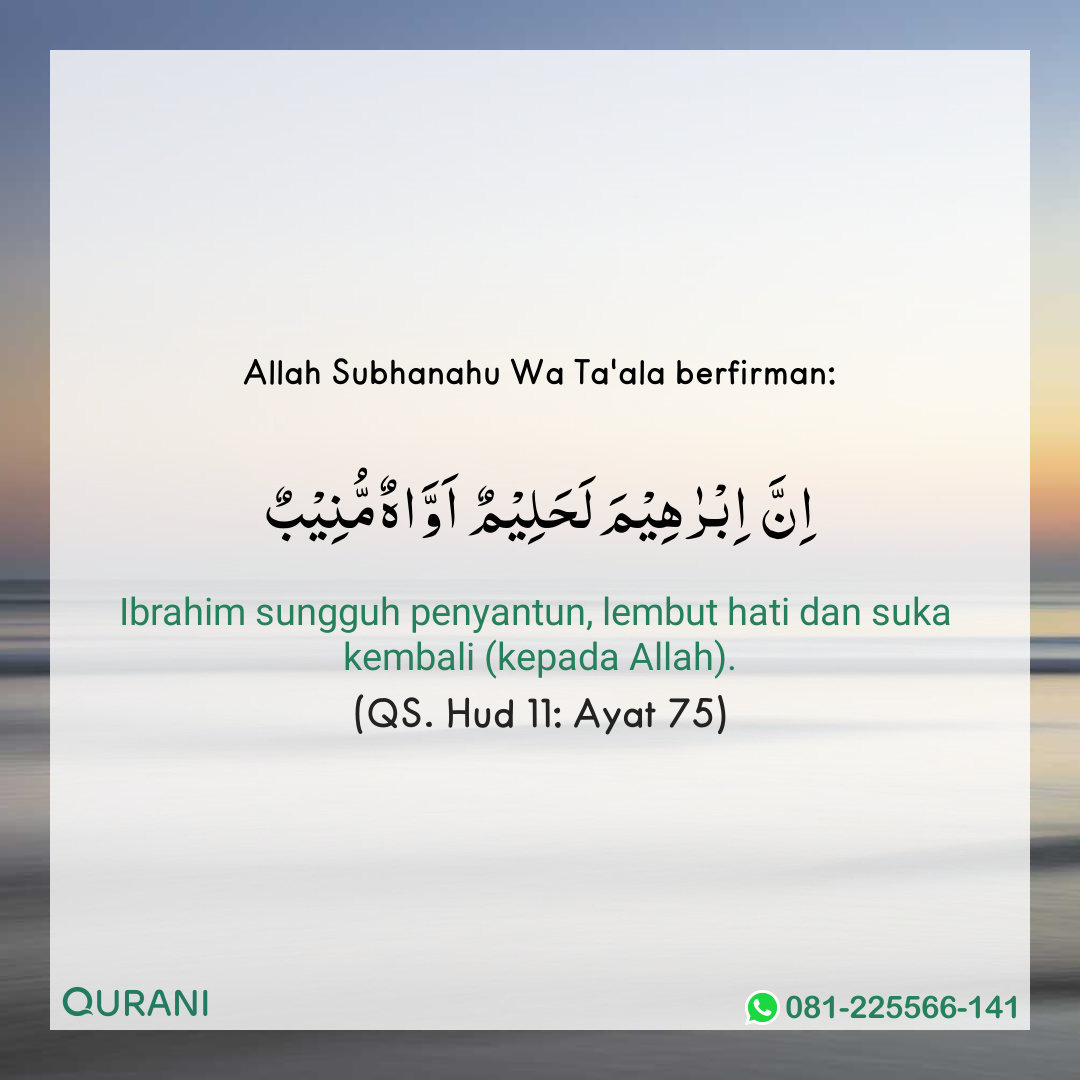 Allah Subhanahu Wa Ta'ala berfirman:
اِنَّ اِبْرٰهِيْمَ لَحَلِيْمٌ اَوَّاهٌ مُّنِيْبٌ
Ibrahim sungguh penyantun, lembut hati dan suka
kembali (kepada Allah).
(QS. Hud 11: Ayat 75)
QURANI
081-225566-141